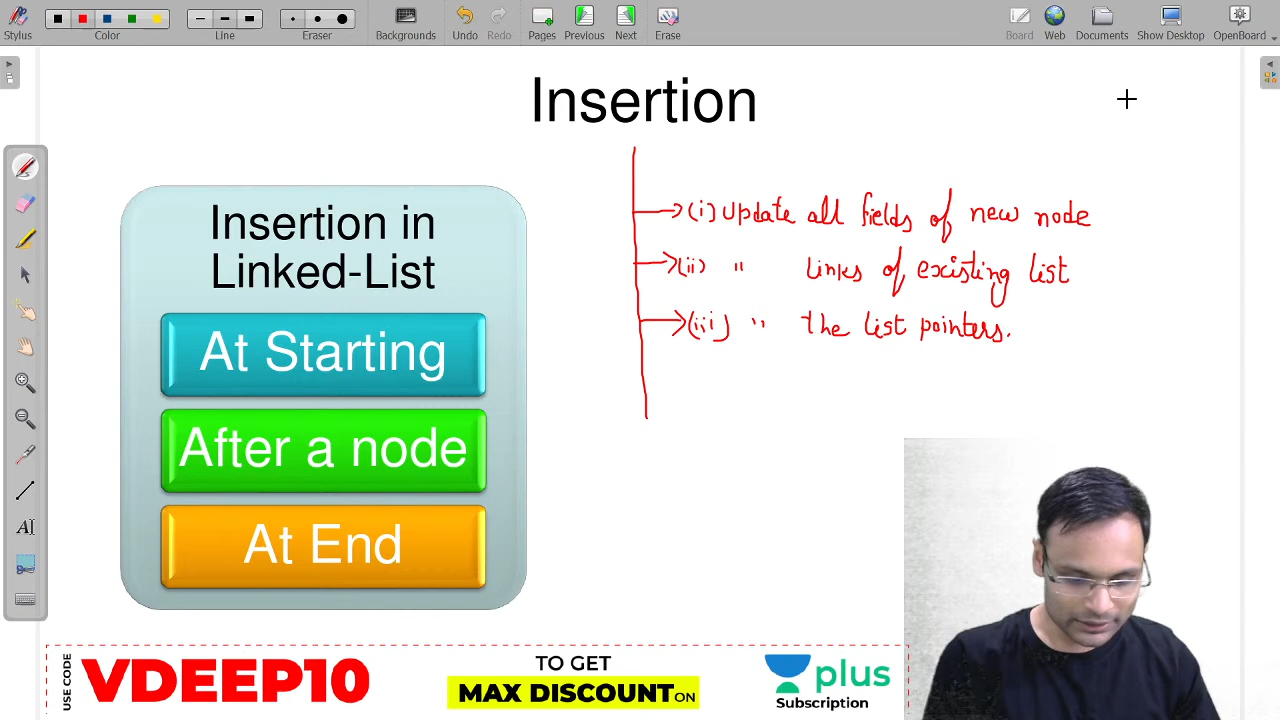 Stylus
Color
Line
Eraser
Backgrounds
Undo
Redo
Pages
Previous
Next
Erase
Board
Web
Documents
Show Desktop
OpenBoard
Insertion
Insertion in
Linked-List
At Starting
After a node
At End
(i) Update all fields of new node
(ii) " links of existing list
(iii) " the list pointers.
USE CODE
VDEEP10
TO GET
MAX DISCOUNT ON
plus
Subscription